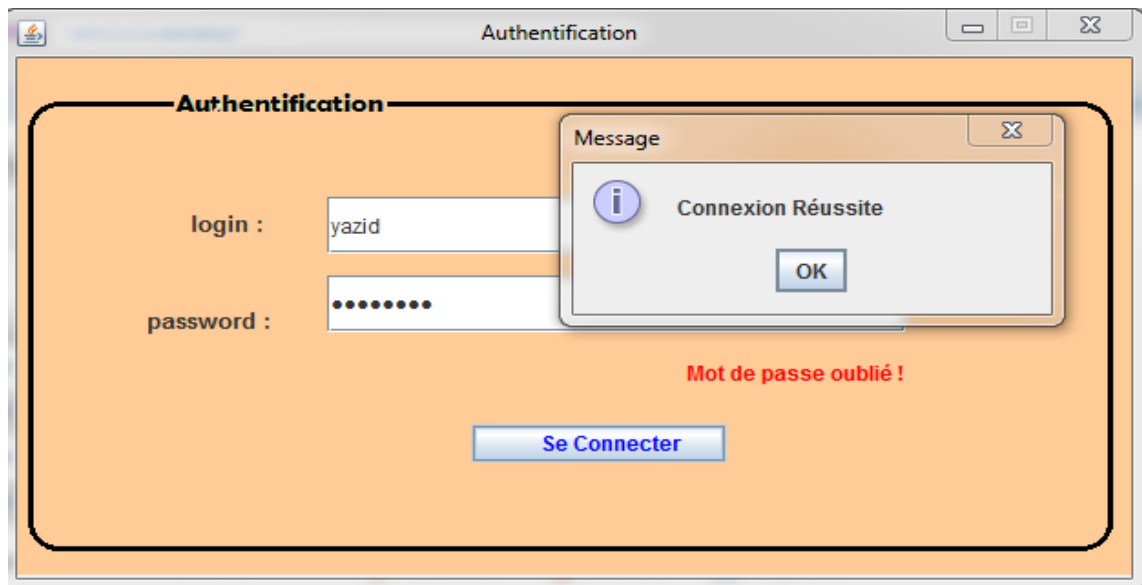 Authentification
Authentification
Message
Connexion Réussite
OK
login :
yazid
password :
••••••••
Mot de passe oublié !
Se Connecter